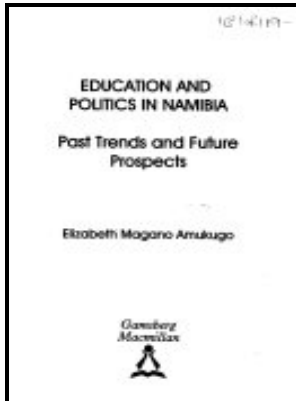 EDUCATION AND
POLITICS IN NAMIBIA
Past Trends and Future
Prospects
Elizabeth Magano Amukugo
Gamsberg
Macmillan